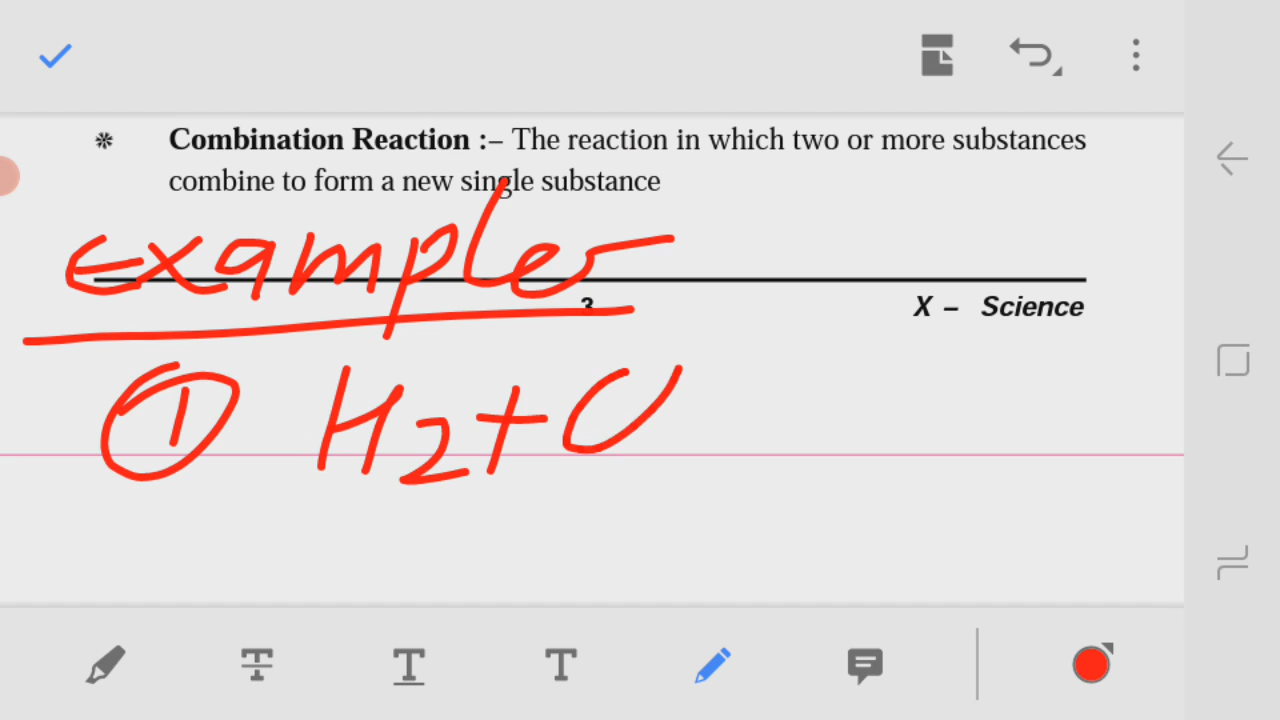 * Combination Reaction :– The reaction in which two or more substances
combine to form a new single substance
Example
3 X – Science
① H2+O